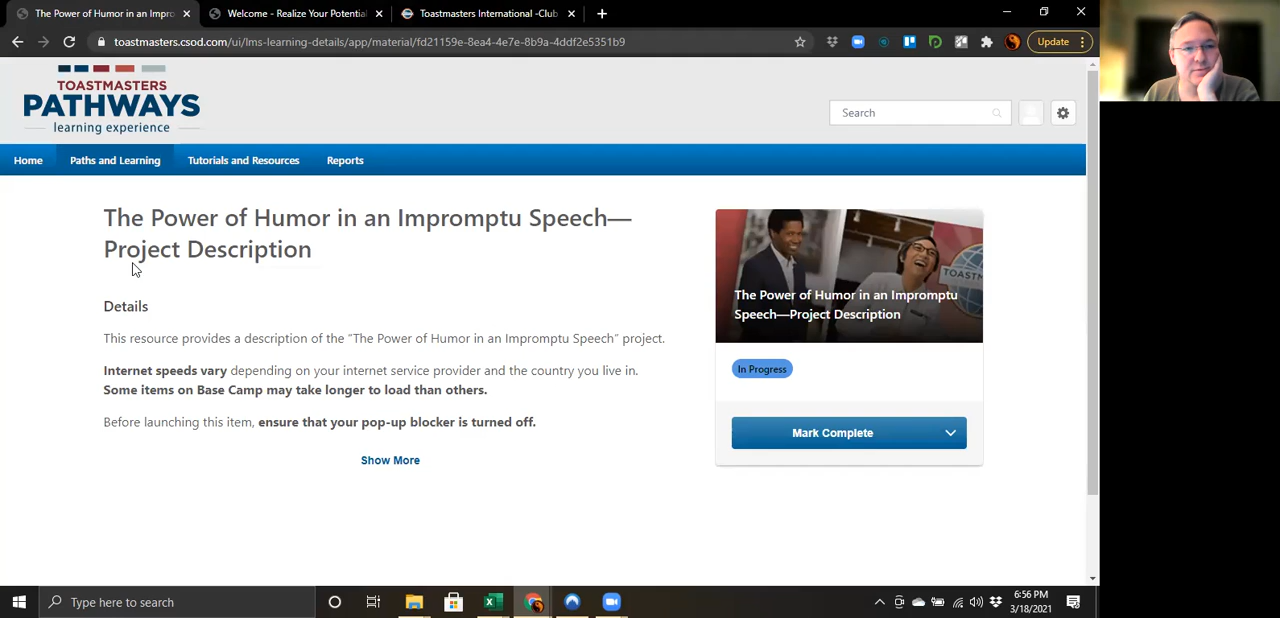 The Power of Humor in an Impro
Welcome - Realize Your Potential
Toastmasters International -Club
toastmasters.csod.com/ui/lms-learning-details/app/material/fd21159e-8ea4-4e7e-8b9a-4ddf2e5351b9
Update
TOASTMASTERS
PATHWAYS
learning experience
Search
Home
Paths and Learning
Tutorials and Resources
Reports
The Power of Humor in an Impromptu Speech—
Project Description
Details
This resource provides a description of the “The Power of Humor in an Impromptu Speech” project.
Internet speeds vary depending on your internet service provider and the country you live in.
Some items on Base Camp may take longer to load than others.
Before launching this item, ensure that your pop-up blocker is turned off.
Show More
TOASTM
The Power of Humor in an Impromptu
Speech—Project Description
In Progress
Mark Complete
Type here to search
6:56 PM
3/18/2021